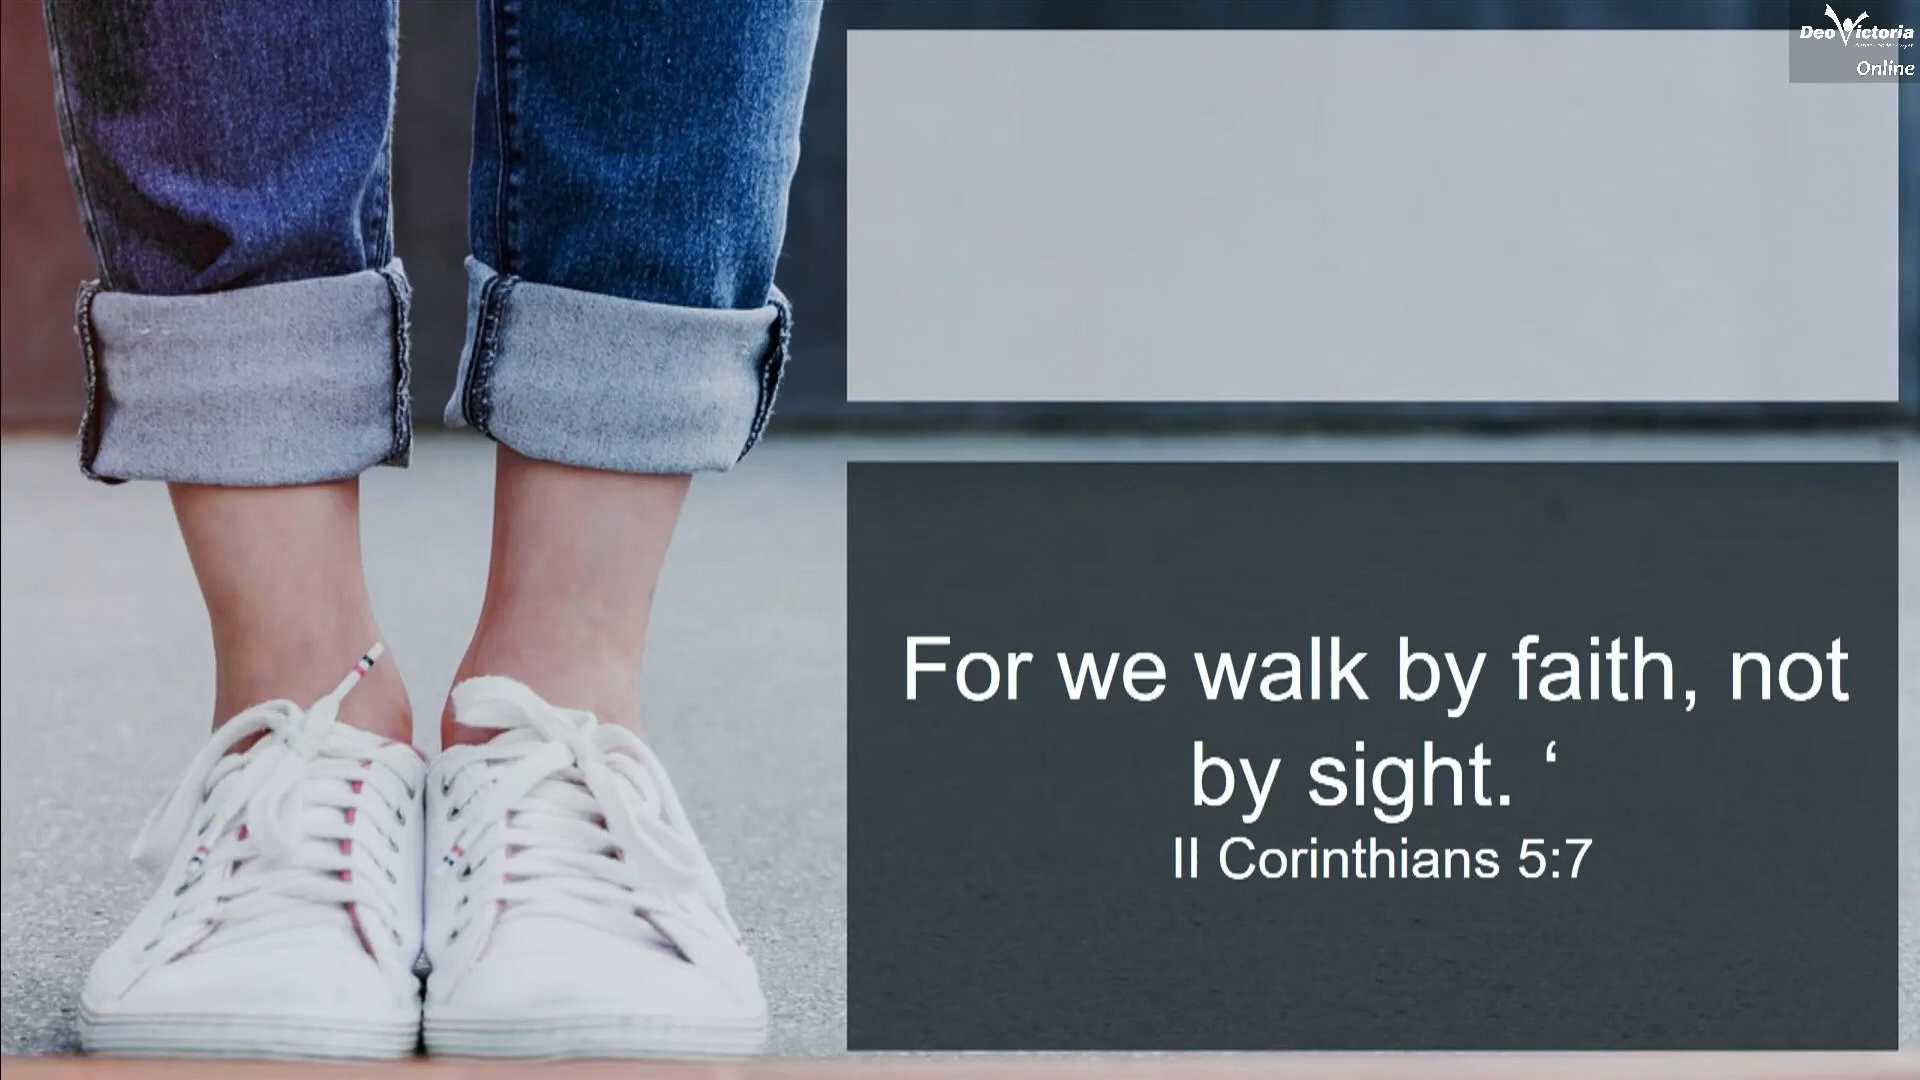 DeoVictoria
Online
For we walk by faith, not
by sight. ‘
II Corinthians 5:7